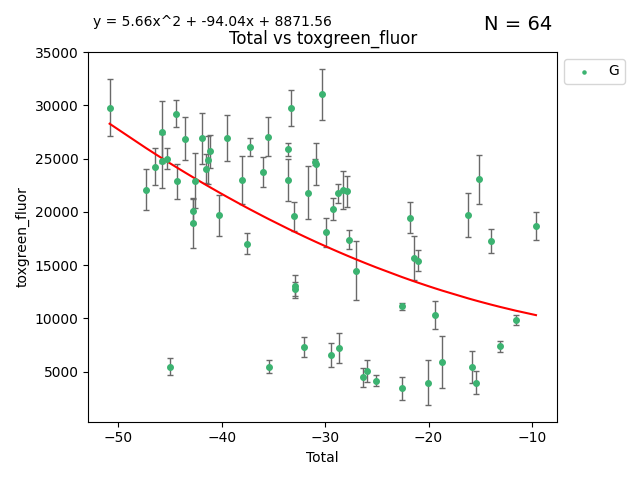 y = 5.66x^2 + -94.04x + 8871.56
N = 64
Total vs toxgreen_fluor
G
35000
30000
25000
20000
15000
10000
5000
toxgreen_fluor
−50
−40
−30
−20
−10
Total